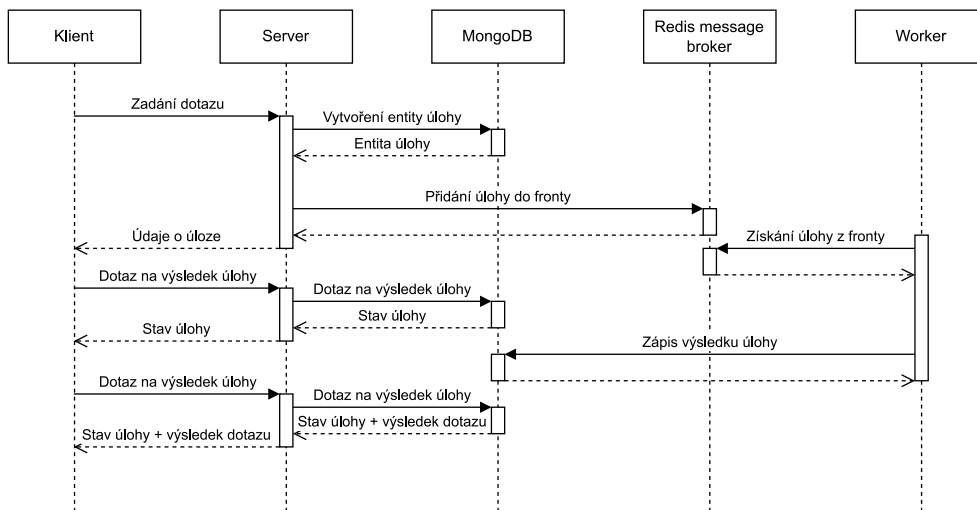 Klient
Server
MongoDB
Redis message
broker
Worker
Zadání dotazu
Vytvoření entity úlohy
Entita úlohy
Přidání úlohy do fronty
Údaje o úloze
Získání úlohy z fronty
Dotaz na výsledek úlohy
Dotaz na výsledek úlohy
Stav úlohy
Stav úlohy
Zápis výsledku úlohy
Dotaz na výsledek úlohy
Dotaz na výsledek úlohy
Stav úlohy + výsledek dotazu
Stav úlohy + výsledek dotazu